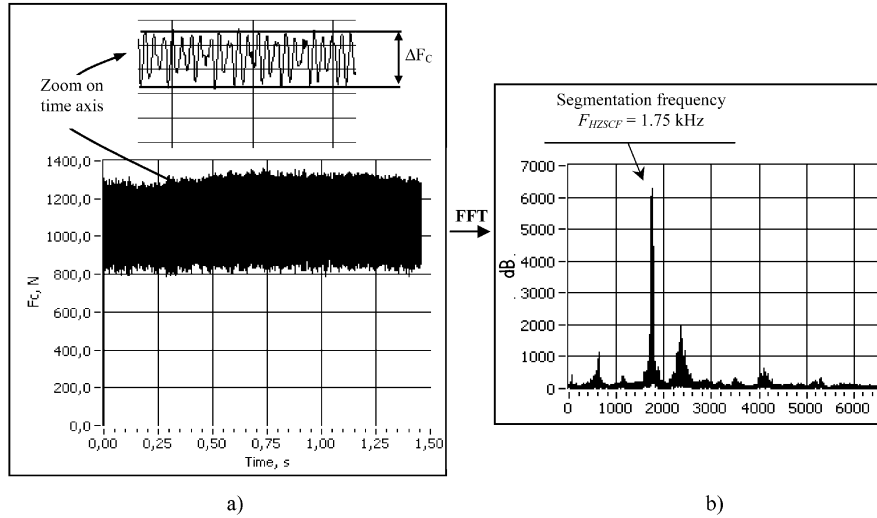 ΔF_C
Zoom on
time axis
1400,0
1200,0
1000,0
800,0
600,0
400,0
200,0
0,0
Fc, N
0,00 0,25 0,50 0,75 1,00 1,25 1,50
Time, s
a)
FFT
Segmentation frequency
F_HZSCF = 1.75 kHz
7000
6000
5000
4000
3000
2000
1000
0
dB.
0 1000 2000 3000 4000 5000 6000
b)